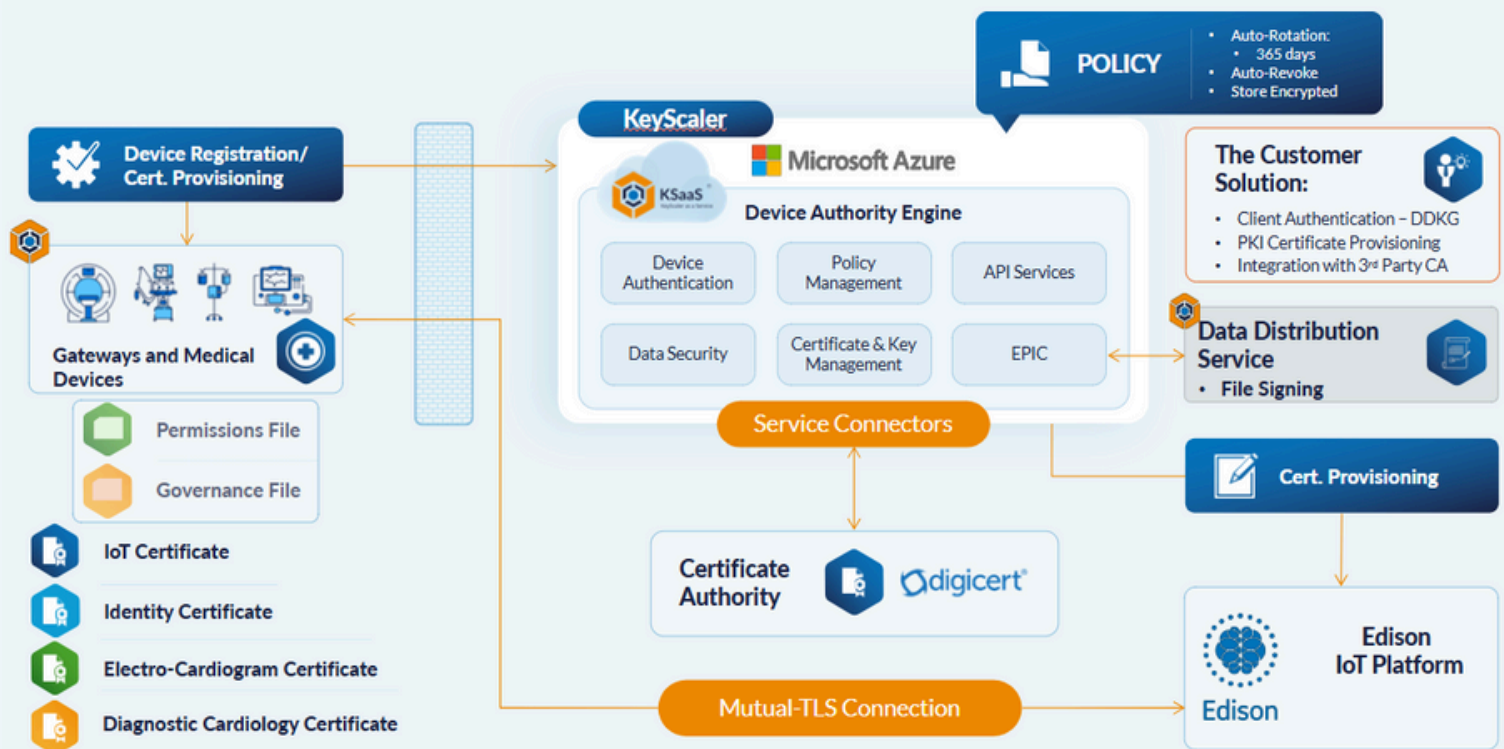 POLICY
• Auto-Rotation:
• 365 days
• Auto-Revoke
• Store Encrypted
KeyScaler
Device Registration/
Cert. Provisioning
KSaaS
KeyScaler as a Service
Microsoft Azure
Device Authority Engine
Device
Authentication
Policy
Management
API Services
Data Security
Certificate & Key
Management
EPIC
Service Connectors
The Customer
Solution:
• Client Authentication – DDKG
• PKI Certificate Provisioning
• Integration with 3rd Party CA
Gateways and Medical
Devices
Data Distribution
Service
• File Signing
Permissions File
Governance File
Cert. Provisioning
IoT Certificate
Identity Certificate
Electro-Cardiogram Certificate
Diagnostic Cardiology Certificate
Certificate
Authority
digicert®
Edison
IoT Platform
Edison
Mutual-TLS Connection